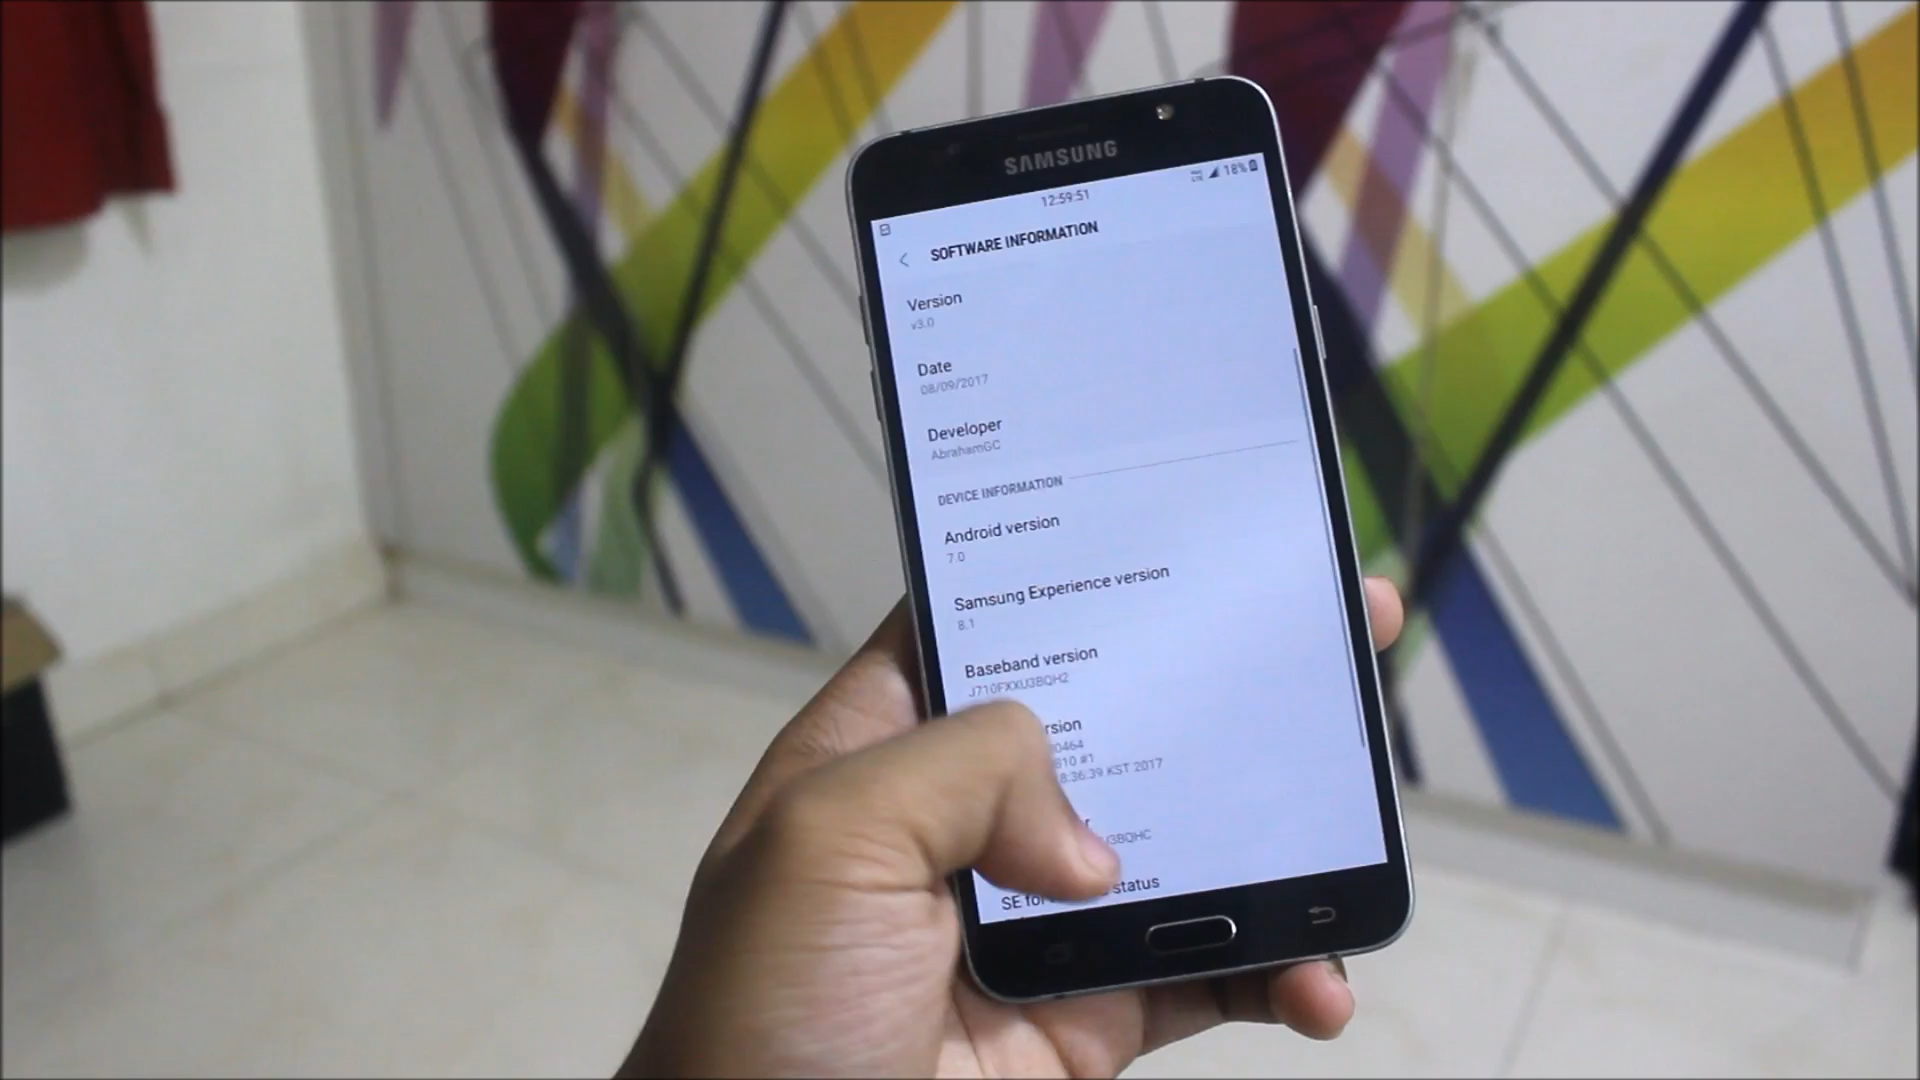 SAMSUNG
12:59:51
18%
SOFTWARE INFORMATION
Version
v3.0
Date
08/09/2017
Developer
AbrahamGC
DEVICE INFORMATION
Android version
7.0
Samsung Experience version
8.1
Baseband version
J710FXXU3BQH2
rsion
0464
#1
8:36:39 KST 2017
r
3BQHC
SE for
status